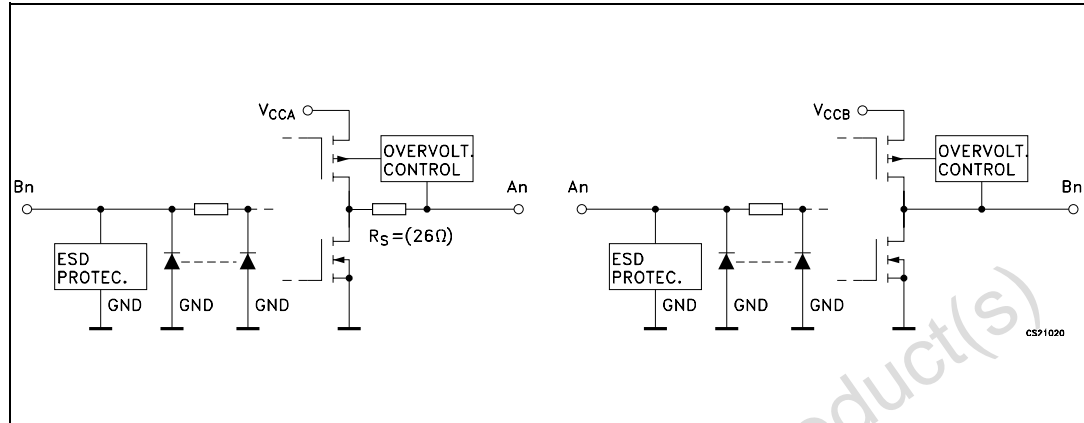 VCCA
OVERVOLT.
CONTROL
Bn
An
RS=(26Ω)
ESD
PROTEC.
GND
GND
GND
VCCB
OVERVOLT.
CONTROL
An
Bn
ESD
PROTEC.
GND
GND
GND
CS21020